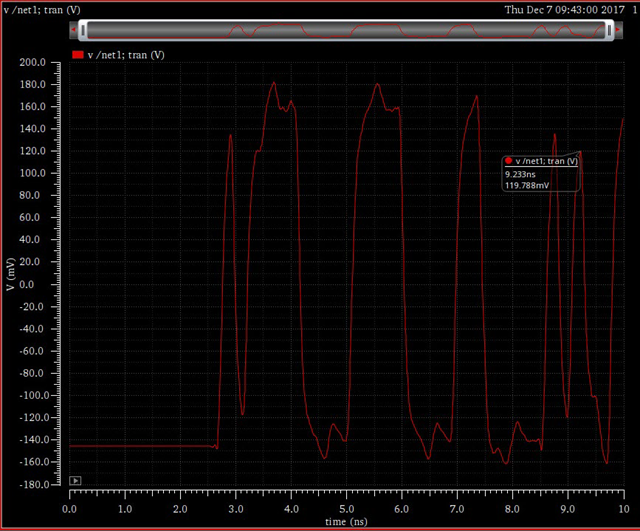 v /net1; tran (V)
Thu Dec 7 09:43:00 2017 1
v /net1; tran (V)
200.0
180.0
160.0
140.0
120.0
100.0
80.0
60.0
40.0
20.0
0.0
-20.0
-40.0
-60.0
-80.0
-100.0
-120.0
-140.0
-160.0
-180.0
V (mV)
v /net1; tran (V)
9.233ns
119.788mV
0.0 1.0 2.0 3.0 4.0 5.0 6.0 7.0 8.0 9.0 10
time (ns)